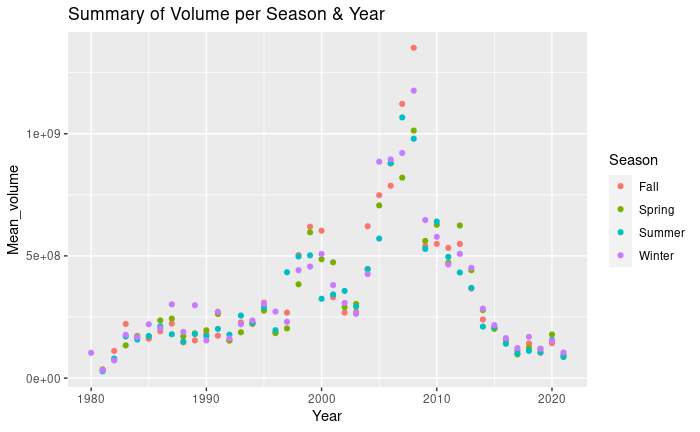 Summary of Volume per Season & Year
Mean_volume
1e+09
5e+08
0e+00
1980 1990 2000 2010 2020
Year
Season
Fall
Spring
Summer
Winter